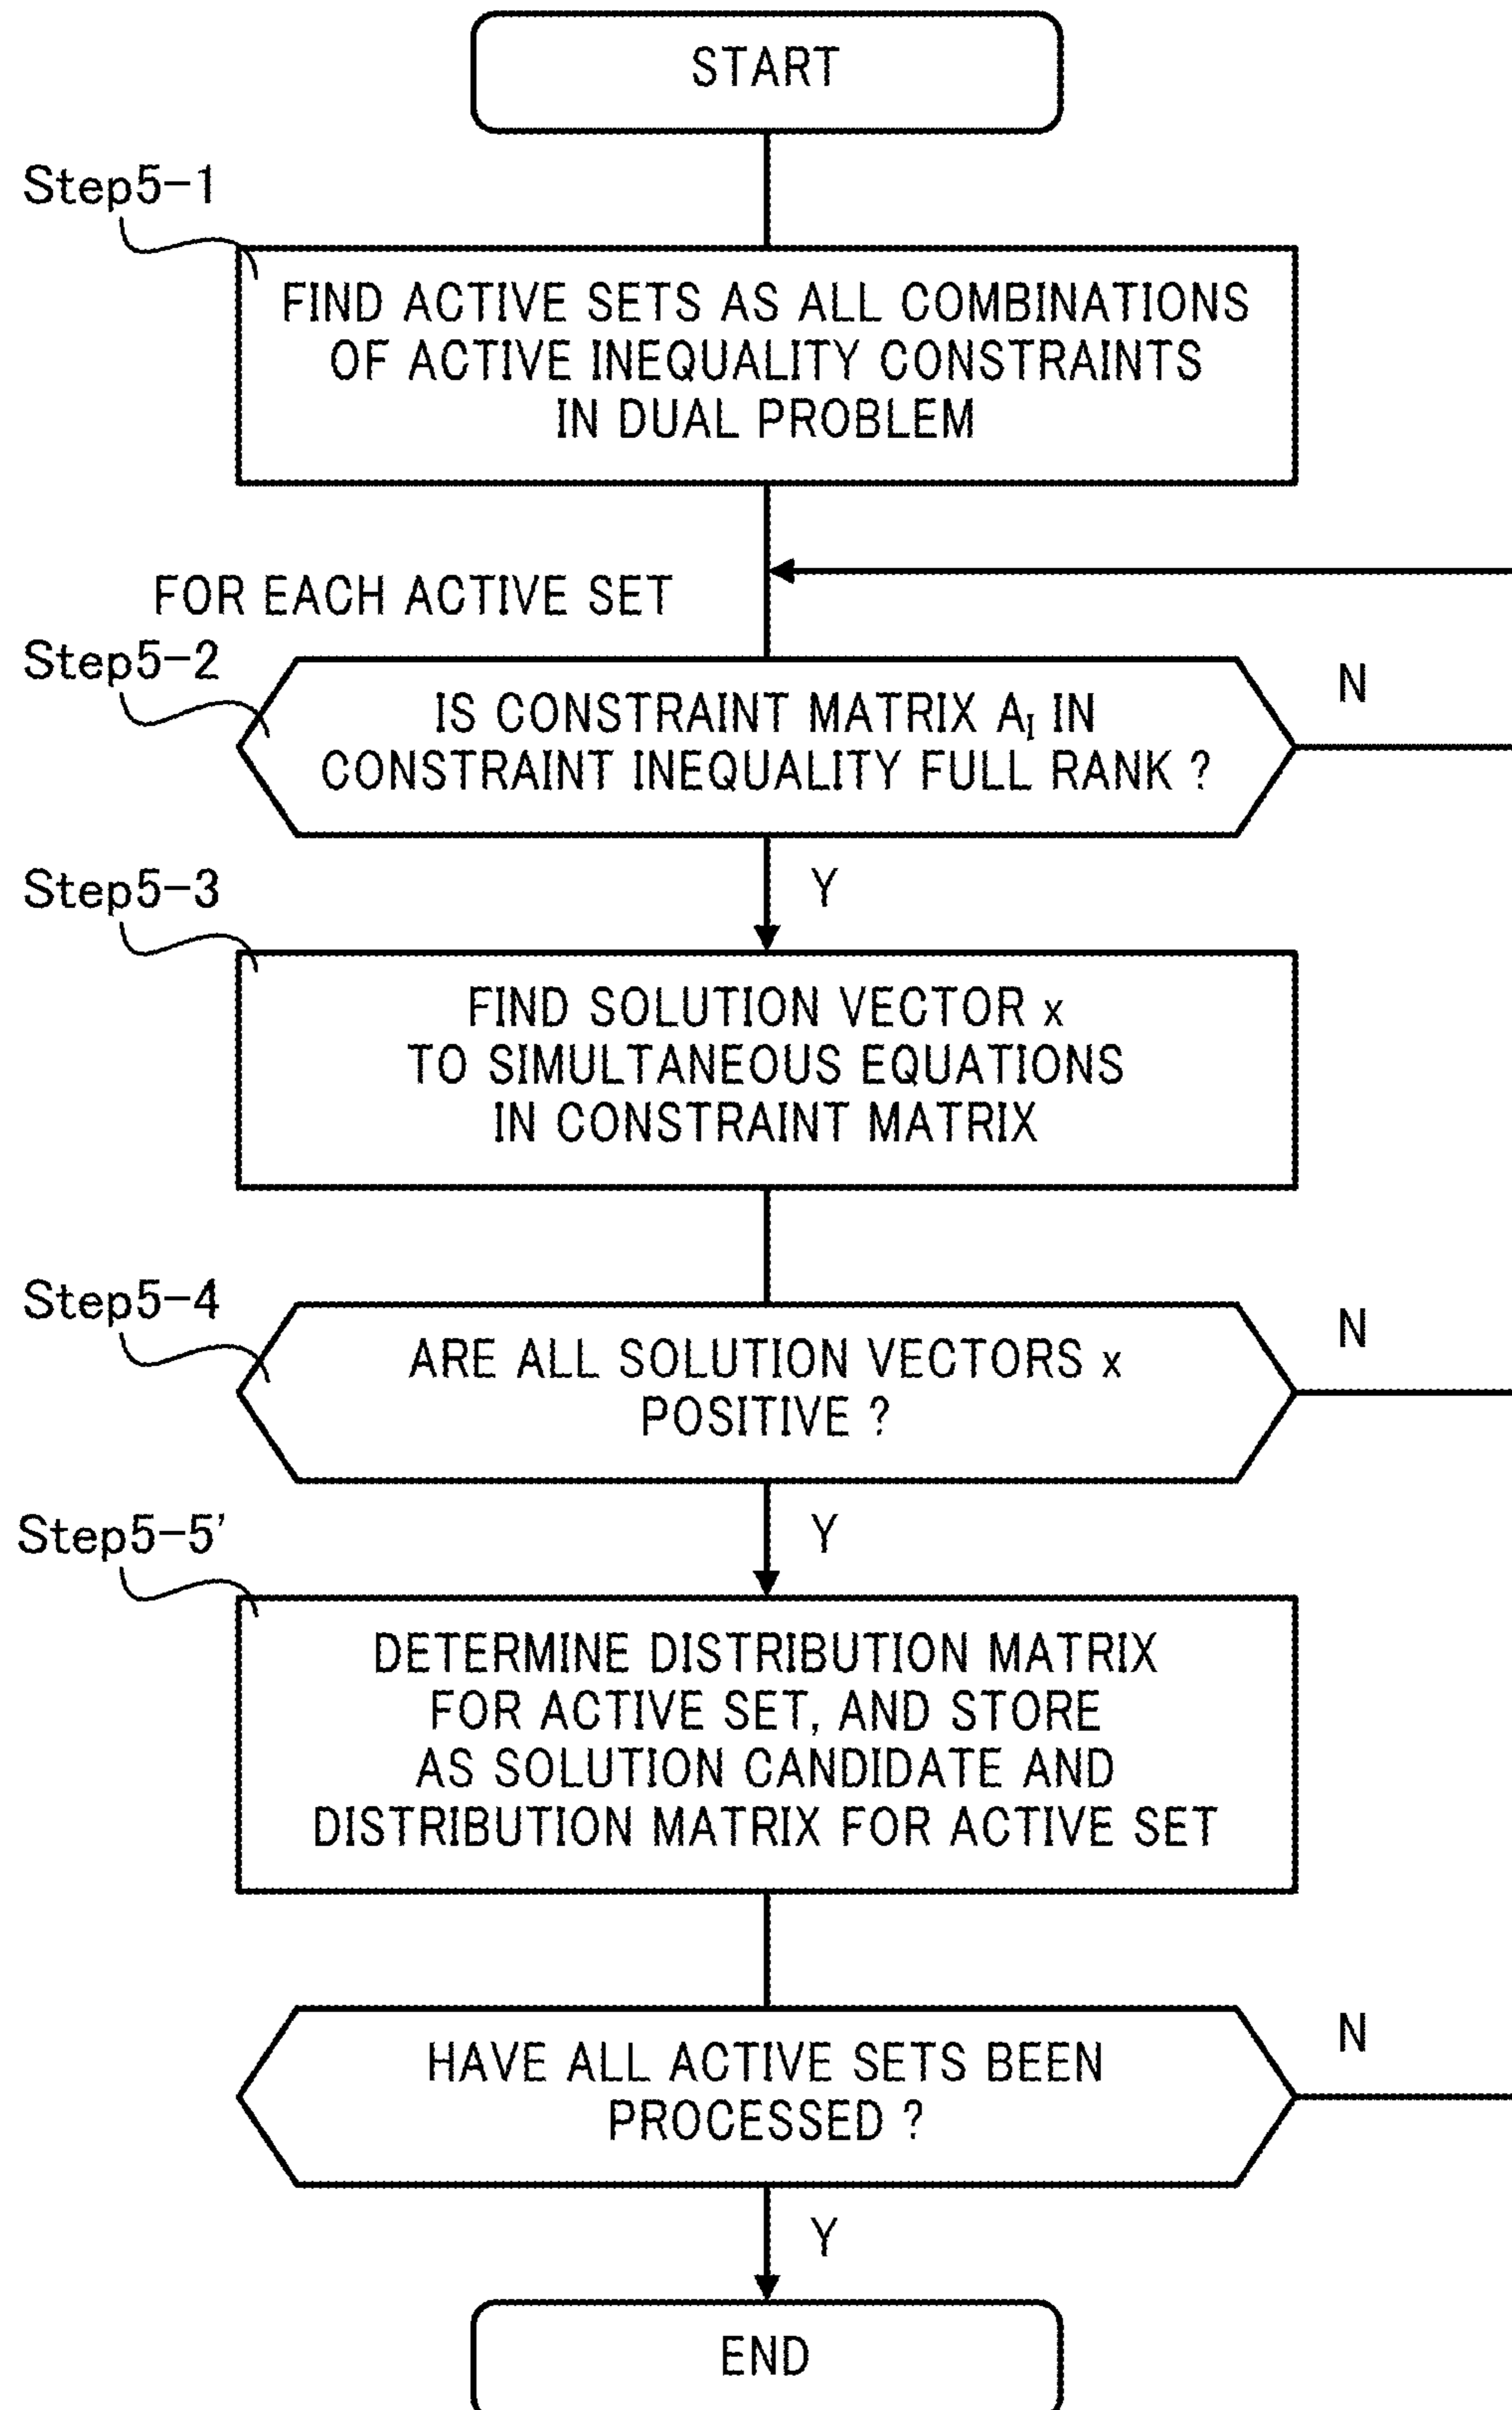 START
Step5-1
FIND ACTIVE SETS AS ALL COMBINATIONS
OF ACTIVE INEQUALITY CONSTRAINTS
IN DUAL PROBLEM
FOR EACH ACTIVE SET
Step5-2
N
IS CONSTRAINT MATRIX A_I IN
CONSTRAINT INEQUALITY FULL RANK ?
Y
Step5-3
FIND SOLUTION VECTOR x
TO SIMULTANEOUS EQUATIONS
IN CONSTRAINT MATRIX
Step5-4
N
ARE ALL SOLUTION VECTORS x
POSITIVE ?
Y
Step5-5'
DETERMINE DISTRIBUTION MATRIX
FOR ACTIVE SET, AND STORE
AS SOLUTION CANDIDATE AND
DISTRIBUTION MATRIX FOR ACTIVE SET
N
HAVE ALL ACTIVE SETS BEEN
PROCESSED ?
Y
END